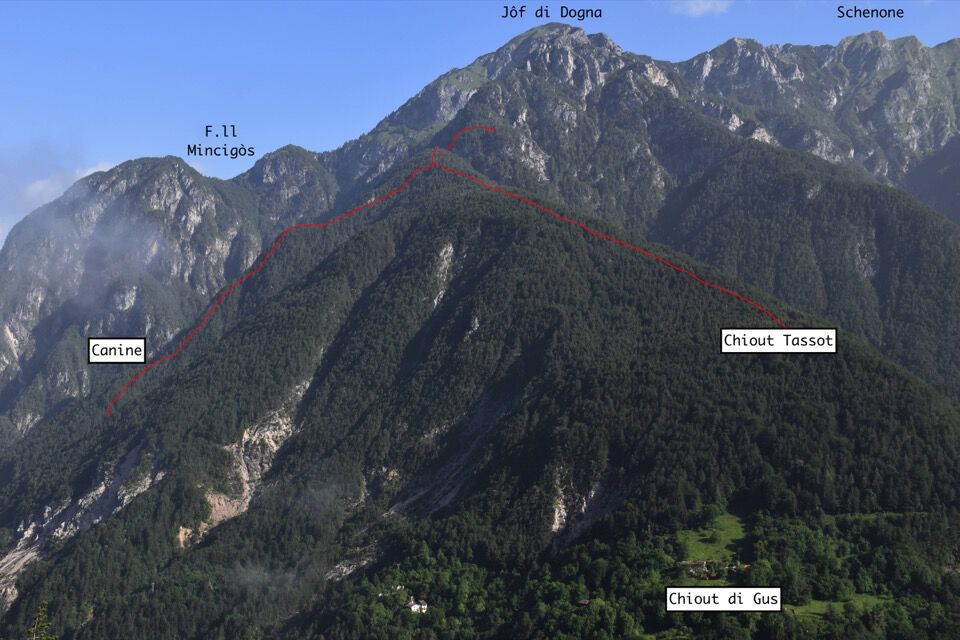 Jôf di Dogna
Schenone
F.ll
Mincigòs
Canine
Chiout Tassot
Chiout di Gus